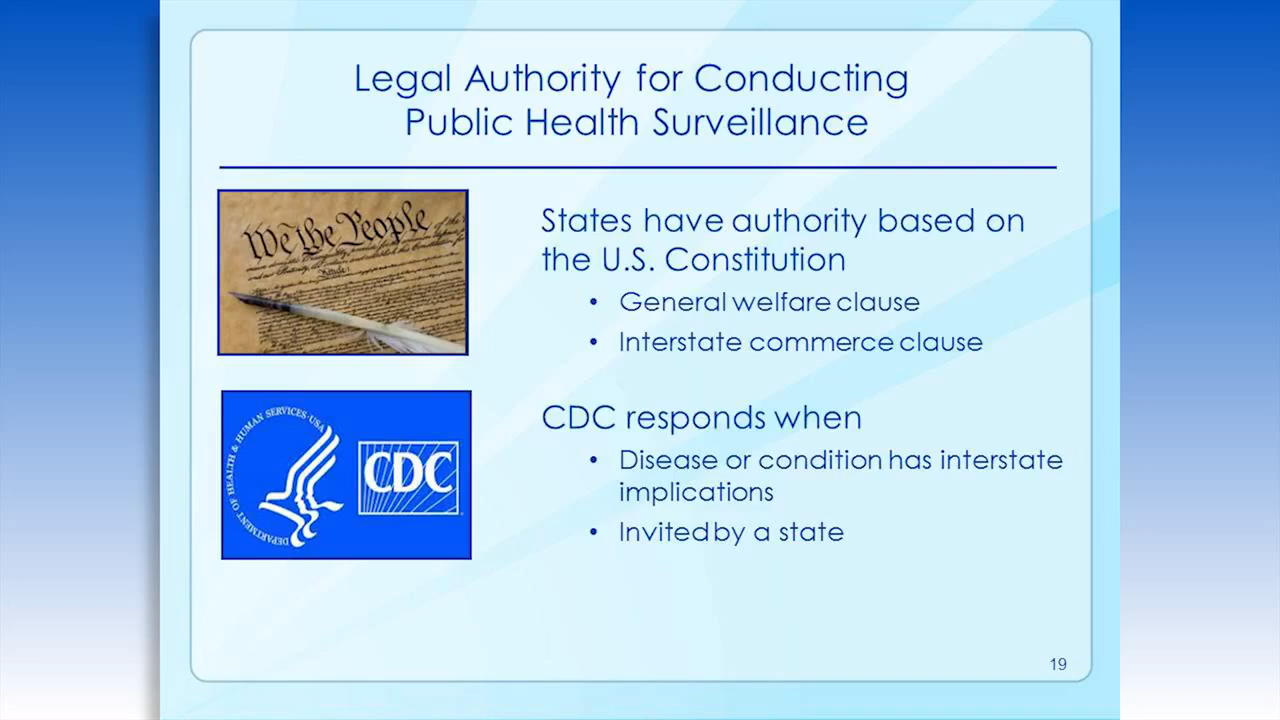 Legal Authority for Conducting
Public Health Surveillance
We the People
Article I
States have authority based on
the U.S. Constitution
• General welfare clause
• Interstate commerce clause
DEPARTMENT OF HEALTH & HUMAN SERVICES·USA
CDC
CDC responds when
• Disease or condition has interstate
implications
• Invited by a state
19